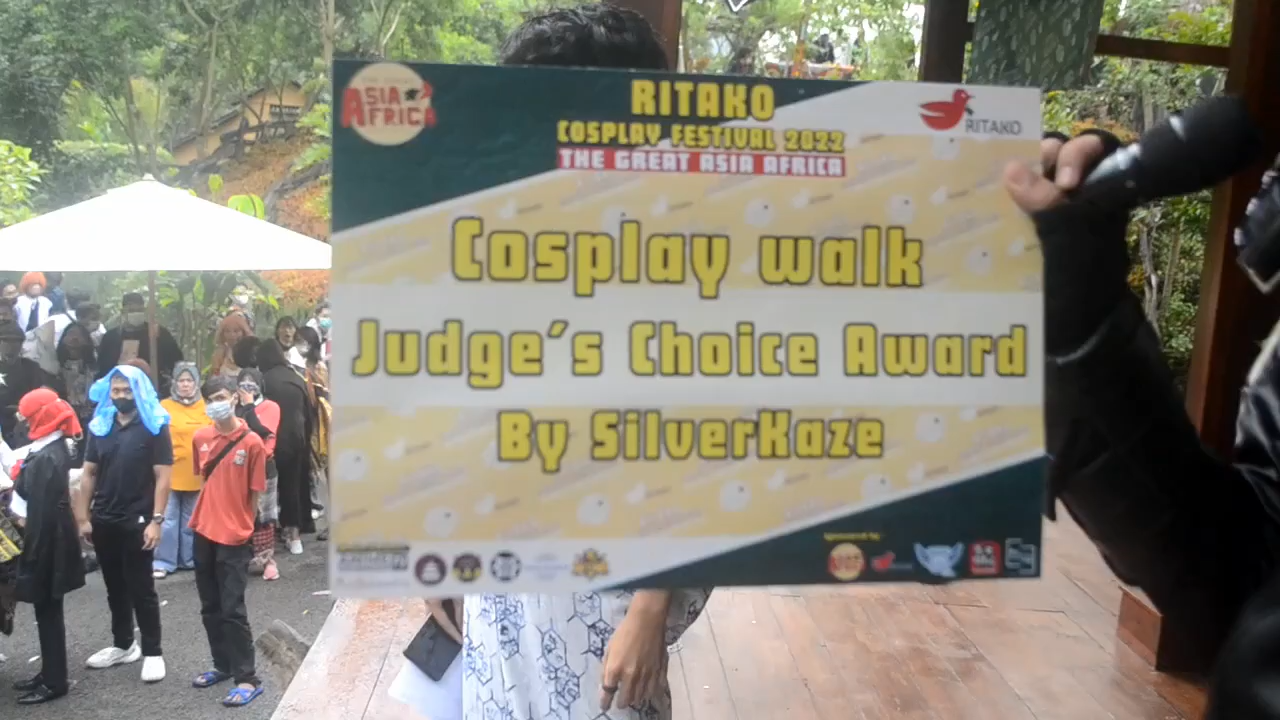 ASIA
AFRICA
RITAKO
COSPLAY FESTIVAL 2022
THE GREAT ASIA AFRICA
RITAKO
Cosplay walk
Judge's Choice Award
By SilverKaze